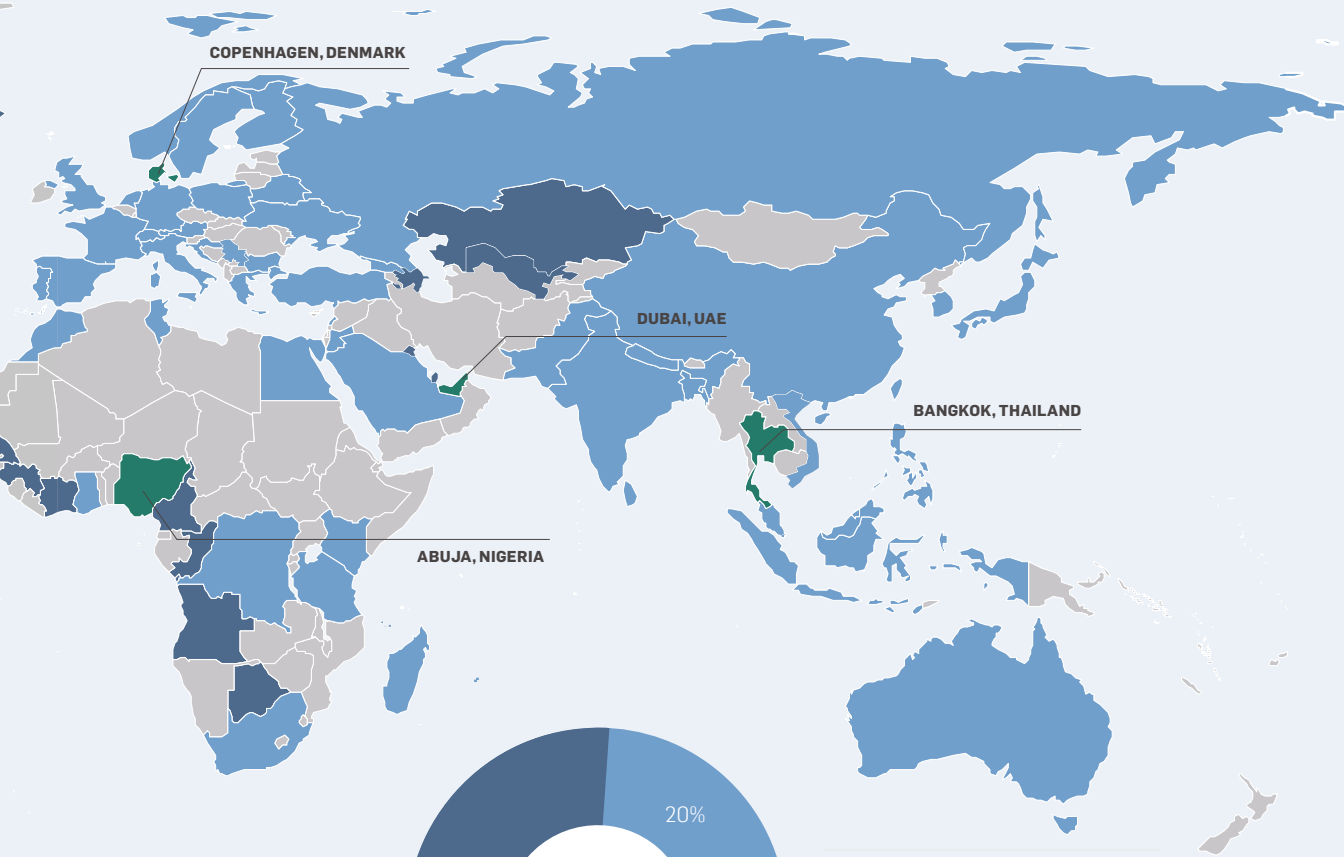 COPENHAGEN, DENMARK
DUBAI, UAE
BANGKOK, THAILAND
ABUJA, NIGERIA
20%